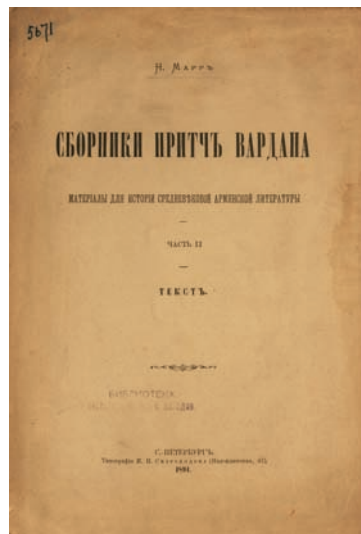 5671
Н. Марръ
СБОРНИКИ ПРИТЧЪ ВАРДАНА
МАТЕРІАЛЫ ДЛЯ ИСТОРІИ СРЕДНЕВѢКОВОЙ АРМЯНСКОЙ ЛИТЕРАТУРЫ
ЧАСТЬ II
ТЕКСТЪ.
БИБЛИОТЕКА
С.-ПЕТЕРБУРГЪ.
Типографія И. Н. Скороходова (Надеждинская, 43).
1894.